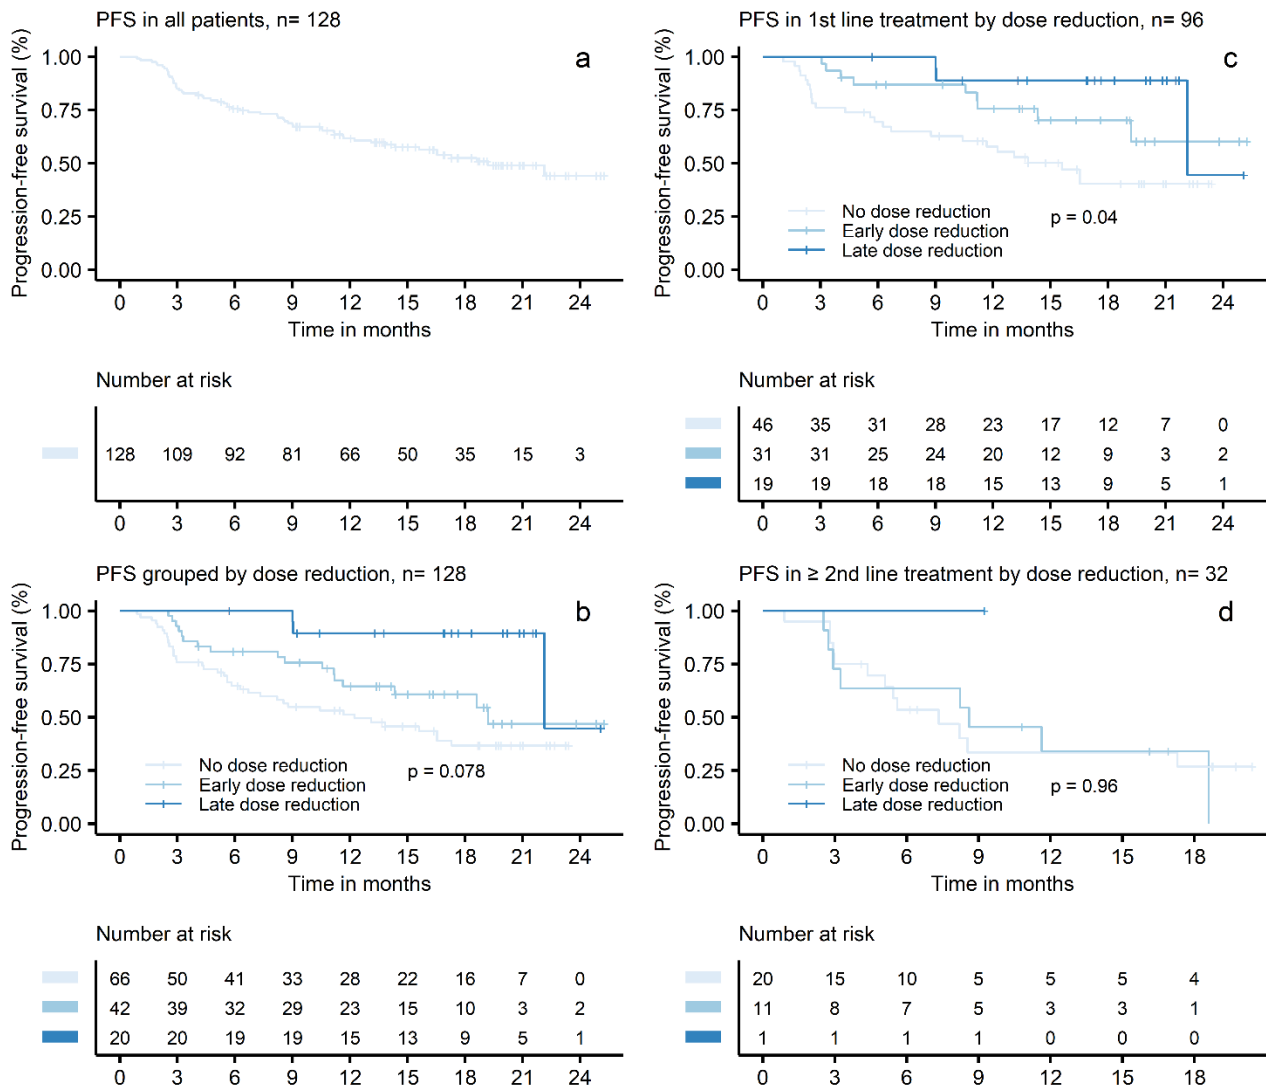 PFS in all patients, n= 128
a
Progression-free survival (%)
1.00
0.75
0.50
0.25
0.00
0 3 6 9 12 15 18 21 24
Time in months
Number at risk
128 109 92 81 66 50 35 15 3
0 3 6 9 12 15 18 21 24
PFS grouped by dose reduction, n= 128
b
Progression-free survival (%)
1.00
0.75
0.50
0.25
0.00
No dose reduction
Early dose reduction
Late dose reduction
p = 0.078
0 3 6 9 12 15 18 21 24
Time in months
Number at risk
66 50 41 33 28 22 16 7 0
42 39 32 29 23 15 10 3 2
20 20 19 19 15 13 9 5 1
0 3 6 9 12 15 18 21 24
PFS in 1st line treatment by dose reduction, n= 96
c
Progression-free survival (%)
1.00
0.75
0.50
0.25
0.00
No dose reduction
Early dose reduction
Late dose reduction
p = 0.04
0 3 6 9 12 15 18 21 24
Time in months
Number at risk
46 35 31 28 23 17 12 7 0
31 31 25 24 20 12 9 3 2
19 19 18 18 15 13 9 5 1
0 3 6 9 12 15 18 21 24
PFS in ≥ 2nd line treatment by dose reduction, n= 32
d
Progression-free survival (%)
1.00
0.75
0.50
0.25
0.00
No dose reduction
Early dose reduction
Late dose reduction
p = 0.96
0 3 6 9 12 15 18
Time in months
Number at risk
20 15 10 5 5 5 4
11 8 7 5 3 3 1
1 1 1 1 0 0 0
0 3 6 9 12 15 18